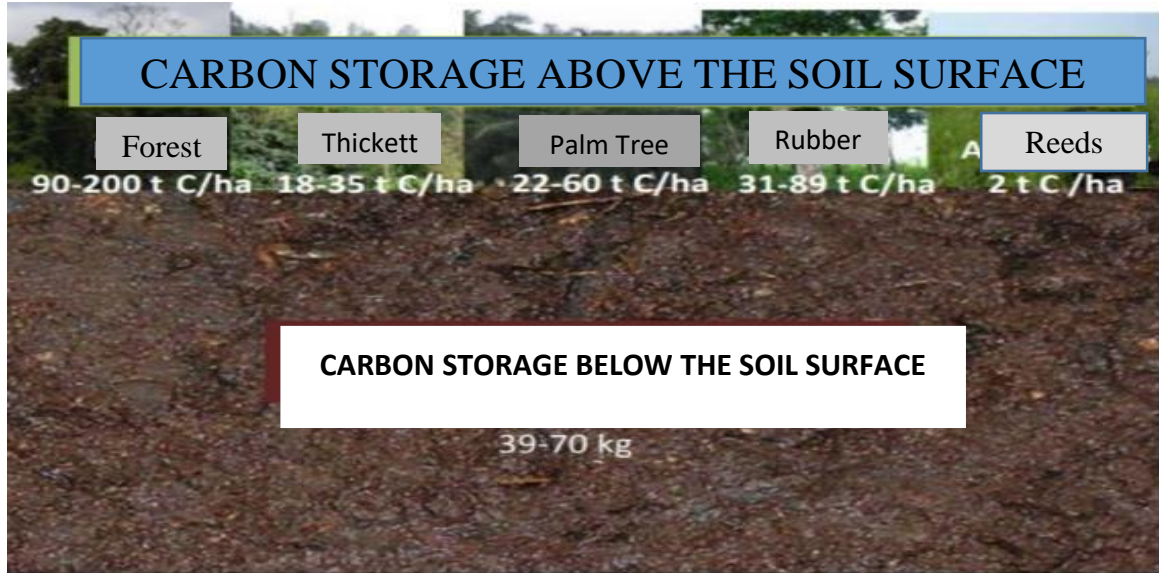 CARBON STORAGE ABOVE THE SOIL SURFACE
Forest Thickett Palm Tree Rubber A Reeds
90-200 t C/ha 18-35 t C/ha 22-60 t C/ha 31-89 t C/ha 2 t C /ha
CARBON STORAGE BELOW THE SOIL SURFACE
39-70 kg